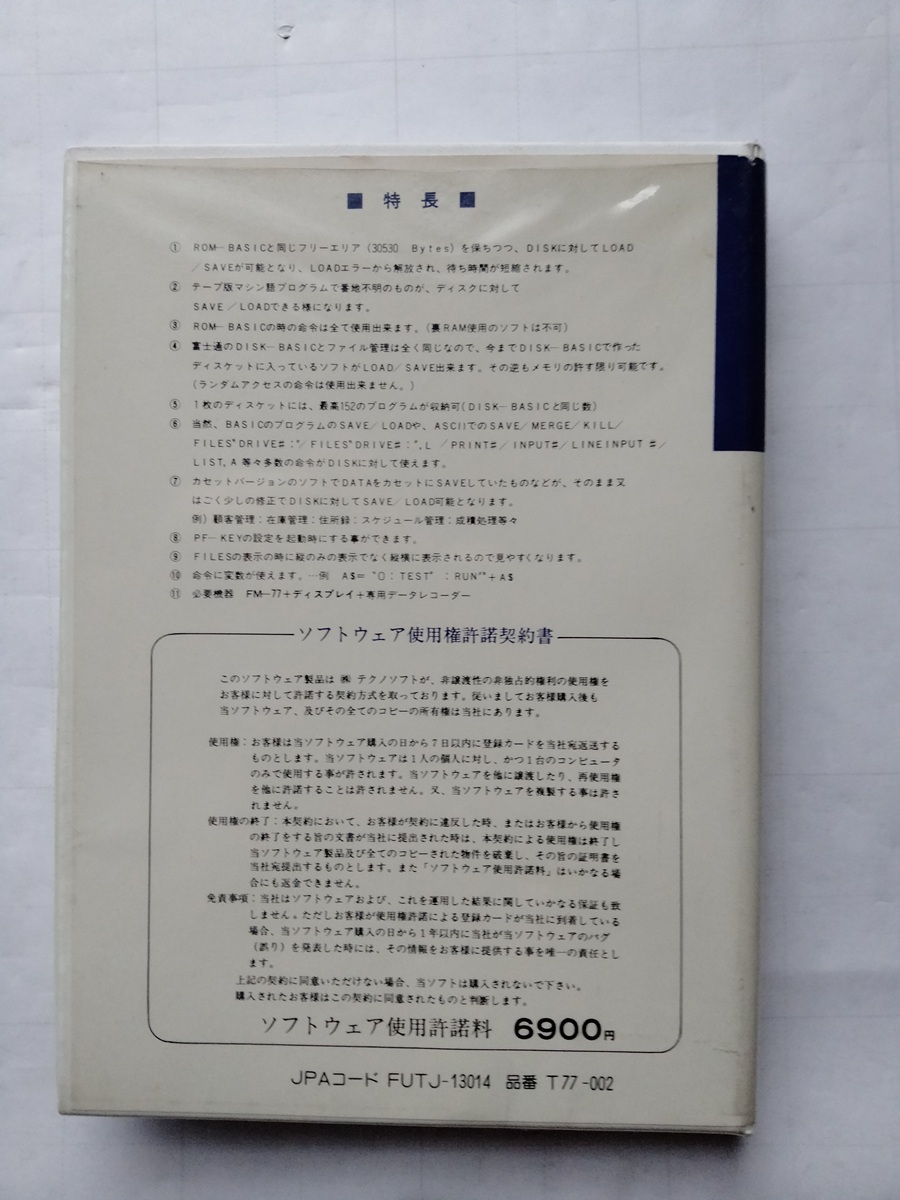 ■ 特 長 ■
① ROM-BASICと同じフリーエリア (30530 Bytes) を保ちつつ、DISKに対してLOAD
/SAVEが可能となり、LOADエラーから解放され、待ち時間が短縮されます。
② テープ版マシン語プログラムで番地不明のものが、ディスクに対して
SAVE/LOADできる様になります。
③ ROM-BASICの時の命令は全て使用出来ます。(裏RAM使用のソフトは不可)
④ 富士通のDISK-BASICとファイル管理は全く同じなので、今までDISK-BASICで作った
ディスケットに入っているソフトがLOAD/SAVE出来ます。その逆もメモリの許す限り可能です。
(ランダムアクセスの命令は使用出来ません。)
⑤ 1枚のディスケットには、最高152のプログラムが収納可(DISK-BASICと同じ数)
⑥ 当然、BASICのプログラムのSAVE/LOADや、ASCIIでのSAVE/MERGE/KILL/
FILES"DRIVE#:"/FILES"DRIVE#:",L /PRINT#/INPUT#/LINEINPUT #/
LIST,A 等々多数の命令がDISKに対して使えます。
⑦ カセットバージョンのソフトでDATAをカセットにSAVEしていたものなどが、そのまま又
はごく少しの修正でDISKに対してSAVE/LOAD可能となります。
例) 顧客管理:在庫管理:住所録:スケジュール管理:成績処理等々
⑧ PF-KEYの設定を起動時にする事ができます。
⑨ FILESの表示の時に縦のみの表示でなく縦横に表示されるので見やすくなります。
⑩ 命令に変数が使えます。…例 A$="0:TEST" :RUN""+A$
⑪ 必要機器 FM-77+ディスプレイ+専用データレコーダー
ソフトウェア使用権許諾契約書
このソフトウェア製品は ㈱ テクノソフトが、非譲渡性の非独占的権利の使用権を
お客様に対して許諾する契約方式を取っております。従いましてお客様購入後も
当ソフトウェア、及びその全てのコピーの所有権は当社にあります。
使用権:お客様は当ソフトウェア購入の日から7日以内に登録カードを当社宛返送する
ものとします。当ソフトウェアは1人の個人に対し、かつ1台のコンピュータ
のみで使用する事が許されます。当ソフトウェアを他に譲渡したり、再使用権
を他に許諾することは許されません。又、当ソフトウェアを複製する事は許さ
れません。
使用権の終了:本契約において、お客様が契約に違反した時、またはお客様から使用権
の終了をする旨の文書が当社に提出された時は、本契約による使用権は終了し
当ソフトウェア製品及び全てのコピーされた物件を破棄し、その旨の証明書を
当社宛提出するものとします。また「ソフトウェア使用許諾料」はいかなる場
合にも返金できません。
免責事項:当社はソフトウェアおよび、これを運用した結果に関していかなる保証も致
しません。ただしお客様が使用権許諾による登録カードが当社に到着している
場合、当ソフトウェア購入の日から1年以内に当社が当ソフトウェアのバグ
(誤り)を発表した時には、その情報をお客様に提供する事を唯一の責任とし
ます。
上記の契約に同意いただけない場合、当ソフトは購入されないで下さい。
購入されたお客様はこの契約に同意されたものと判断します。
ソフトウェア使用許諾料 6900円
JPAコード FUTJ-13014 品番 T77-002